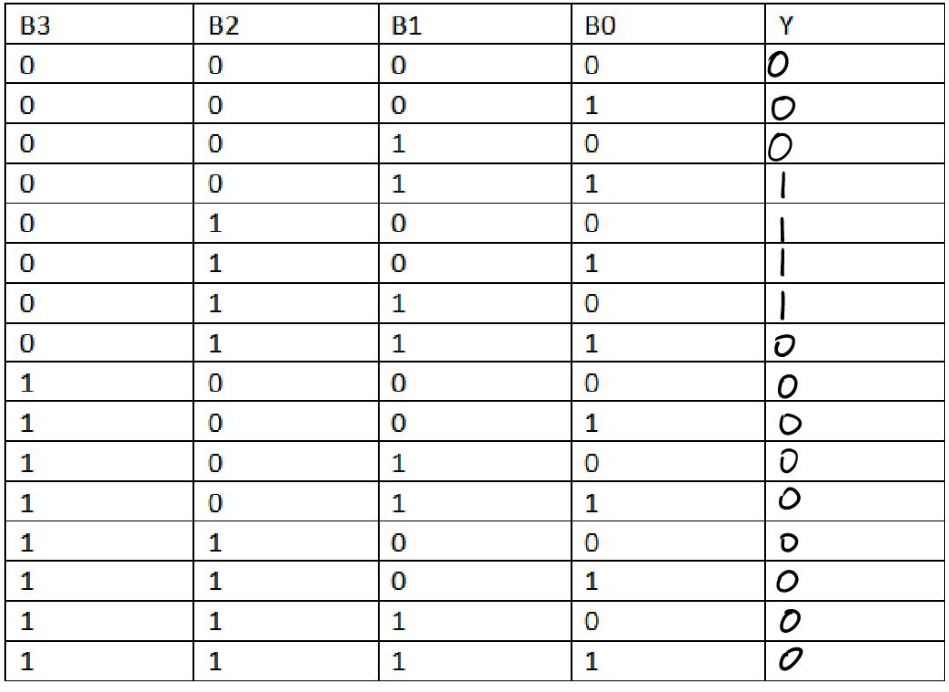 B3 B2 B1 B0 Y
0 0 0 0 0
0 0 0 1 0
0 0 1 0 0
0 0 1 1 1
0 1 0 0 1
0 1 0 1 1
0 1 1 0 1
0 1 1 1 0
1 0 0 0 0
1 0 0 1 0
1 0 1 0 0
1 0 1 1 0
1 1 0 0 0
1 1 0 1 0
1 1 1 0 0
1 1 1 1 0